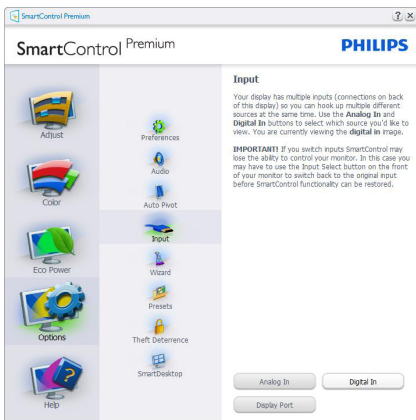 SmartControl Premium
SmartControl Premium
PHILIPS
Adjust
Color
Eco Power
Options
Help
Preferences
Audio
Auto Pivot
Input
Wizard
Presets
Theft Deterrence
SmartDesktop
Input
Your display has multiple inputs (connections on back
of this display) so you can hook up multiple different
sources at the same time. Use the Analog In and
Digital In buttons to select which source you'd like to
view. You are currently viewing the digital in image.
IMPORTANT! If you switch inputs SmartControl may
lose the ability to control your monitor. In this case you
may have to use the Input Select button on the front
of your monitor to switch back to the original input
before SmartControl functionality can be restored.
Analog In
Digital In
Display Port